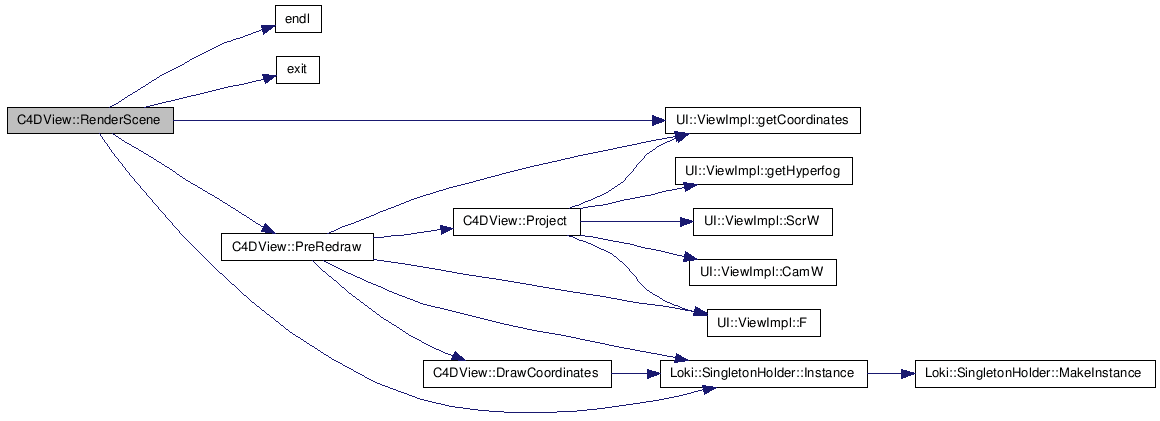 endl
exit
C4DView::RenderScene
UI::ViewImpl::getCoordinates
UI::ViewImpl::getHyperfog
C4DView::Project
UI::ViewImpl::ScrW
C4DView::PreRedraw
UI::ViewImpl::CamW
UI::ViewImpl::F
C4DView::DrawCoordinates
Loki::SingletonHolder::Instance
Loki::SingletonHolder::MakeInstance